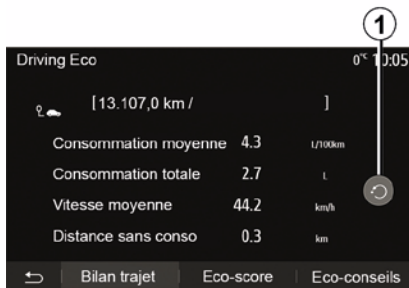 1
Driving Eco 0°C 10:05
[13.107,0 km / ]
Consommation moyenne 4.3 L/100km
Consommation totale 2.7 L
Vitesse moyenne 44.2 km/h
Distance sans conso 0.3 km
Bilan trajet Eco-score Eco-conseils